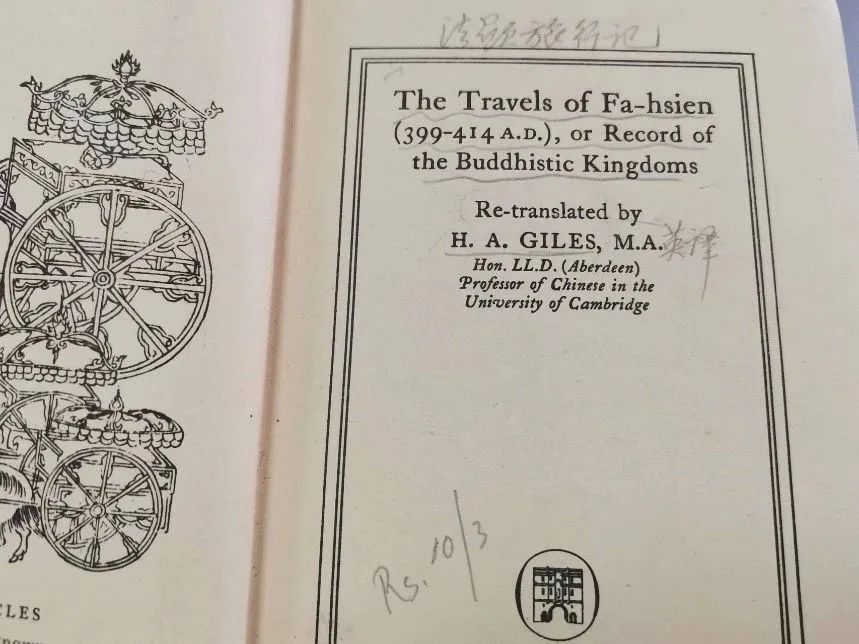 法顕旅行记
The Travels of Fa-hsien
(399-414 A.D.), or Record of
the Buddhistic Kingdoms
Re-translated by
H. A. GILES, M.A. 英译
Hon. LL.D. (Aberdeen)
Professor of Chinese in the
University of Cambridge
Rs. 10/3
CLES